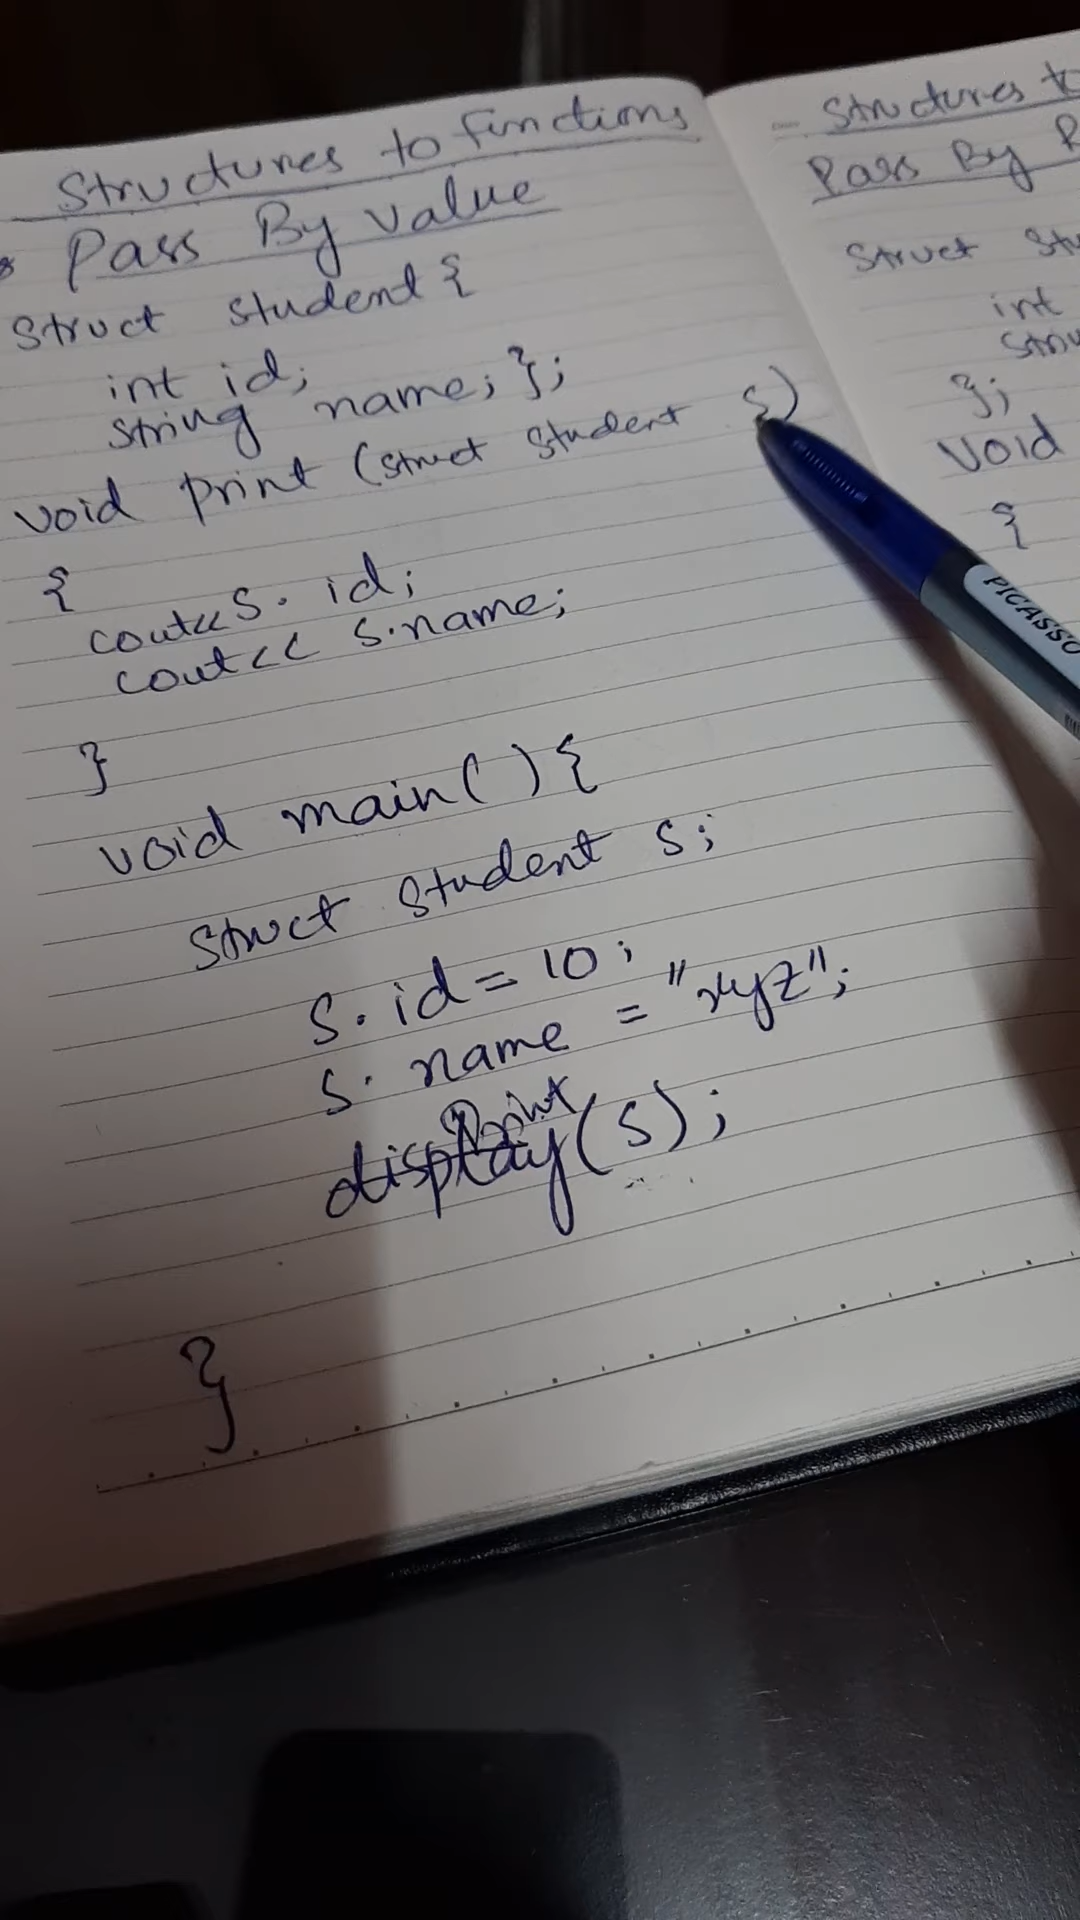 Structures to functions
Pass By value
Struct student {
int id;
string name; };
void print (struct student s)
{
cout<<s. id;
cout<< s.name;
}
void main( ) {
Struct Student s;
s. id = 10;
s. name = "xyz";
print
display(s);
}
Structures to
Pass By R
Struct Stu
int
};
void
{
PICASSO